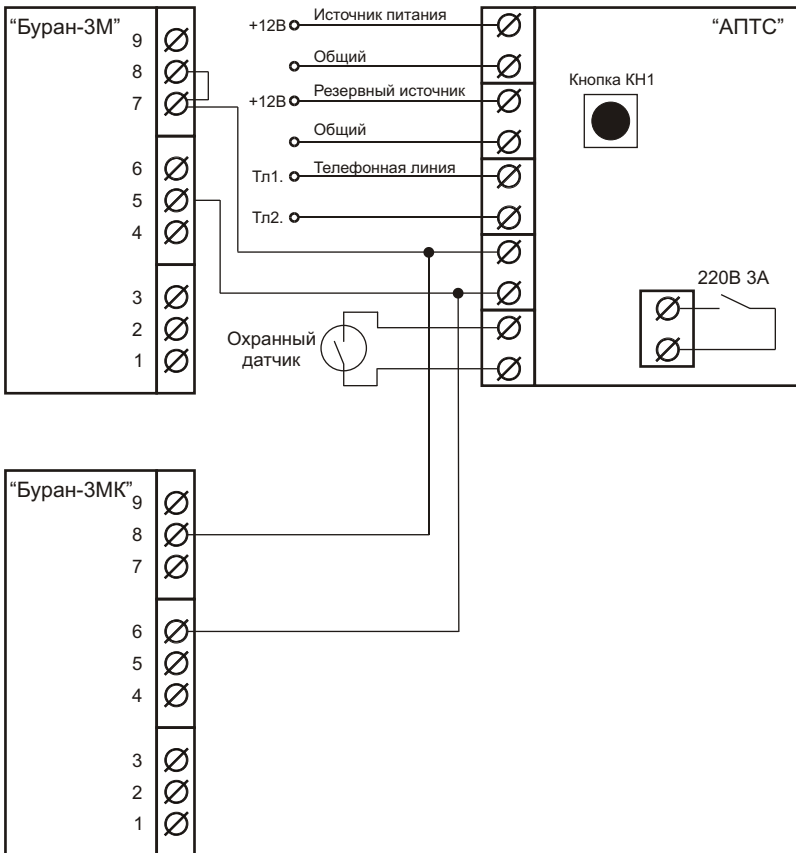 “Буран-3М”
9
8
7
6
5
4
3
2
1
+12В
Источник питания
Общий
+12В
Резервный источник
Общий
Тл1.
Телефонная линия
Тл2.
Охранный
датчик
“АПТС”
Кнопка КН1
220В 3А
“Буран-3МК”
9
8
7
6
5
4
3
2
1